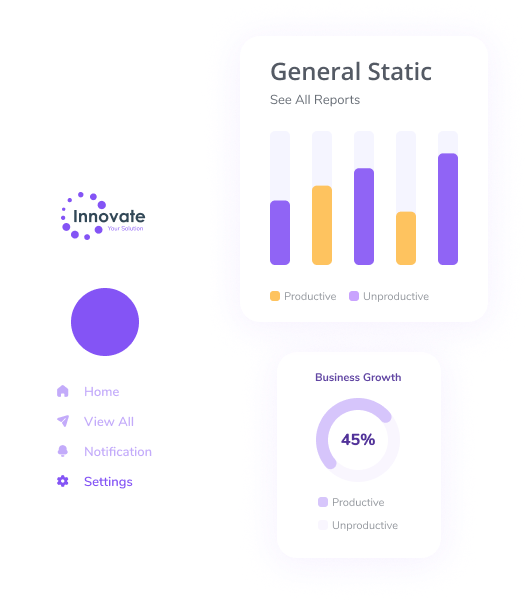 Innovate
Your Solution
Home
View All
Notification
Settings
General Static
See All Reports
Productive
Unproductive
Business Growth
45%
Productive
Unproductive